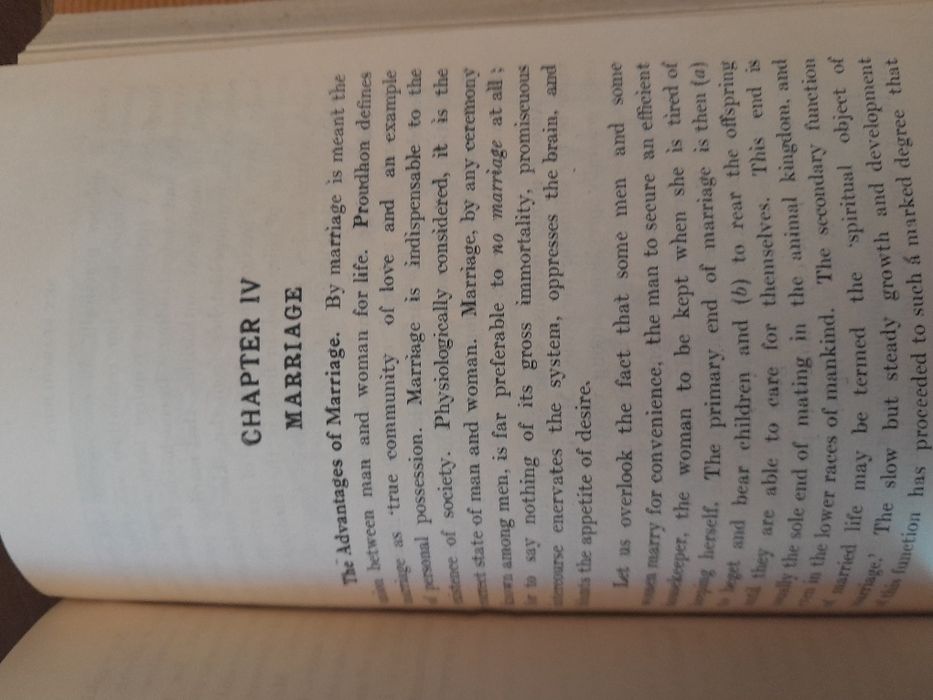 CHAPTER IV
MARRIAGE
The Advantages of Marriage. By marriage is meant the
union between man and woman for life. Proudhon defines
marriage as 'true community of love and an example
of personal possession. Marriage is indispensable to the
existence of society. Physiologically considered, it is the
correct state of man and woman. Marriage, by any ceremony
known among men, is far preferable to no marriage at all;
for to say nothing of its gross immortality, promiscuous
intercourse enervates the system, oppresses the brain, and
blunts the appetite of desire.
Let us overlook the fact that some men and some
women marry for convenience, the man to secure an efficient
housekeeper, the woman to be kept when she is tired of
keeping herself. The primary end of marriage is then (a)
to beget and bear children and (b) to rear the offspring
until they are able to care for themselves. This end is
usually the sole end of mating in the animal kingdom, and
even in the lower races of mankind. The secondary function
of married life may be termed the 'spiritual object of
marriage.' The slow but steady growth and development
of this function has proceeded to such a marked degree that